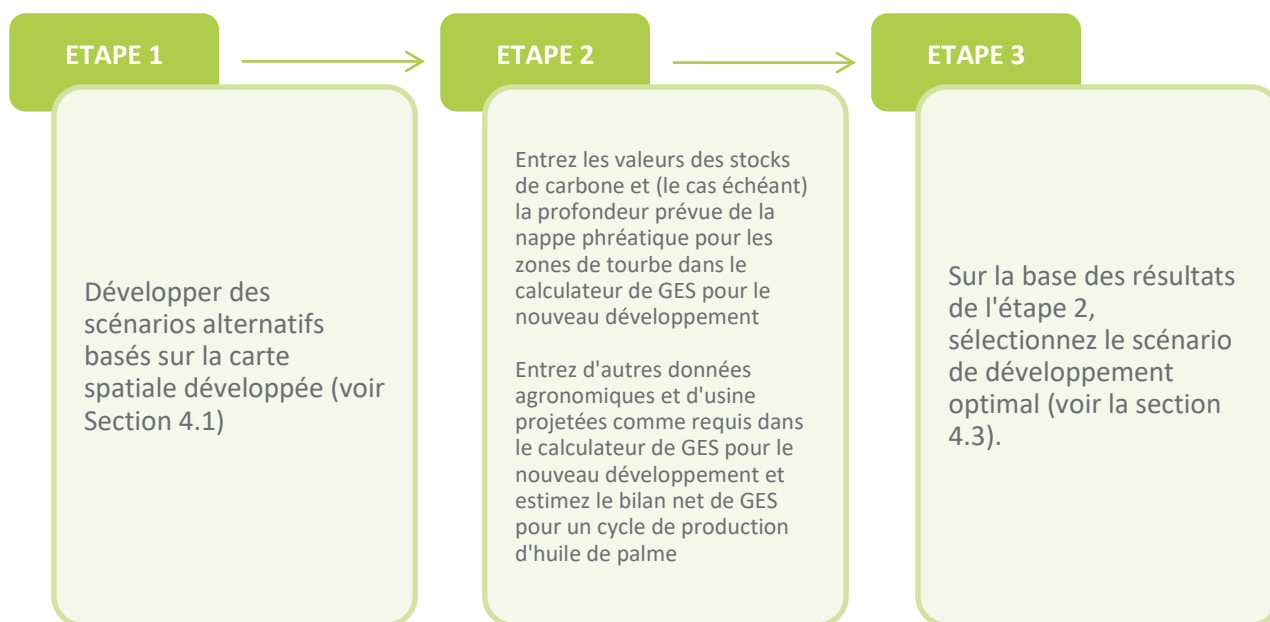 ETAPE 1
Développer des
scénarios alternatifs
basés sur la carte
spatiale développée (voir
Section 4.1)
ETAPE 2
Entrez les valeurs des stocks
de carbone et (le cas échéant)
la profondeur prévue de la
nappe phréatique pour les
zones de tourbe dans le
calculateur de GES pour le
nouveau développement
Entrez d'autres données
agronomiques et d'usine
projetées comme requis dans
le calculateur de GES pour le
nouveau développement et
estimez le bilan net de GES
pour un cycle de production
d'huile de palme
ETAPE 3
Sur la base des résultats
de l'étape 2,
sélectionnez le scénario
de développement
optimal (voir la section
4.3).